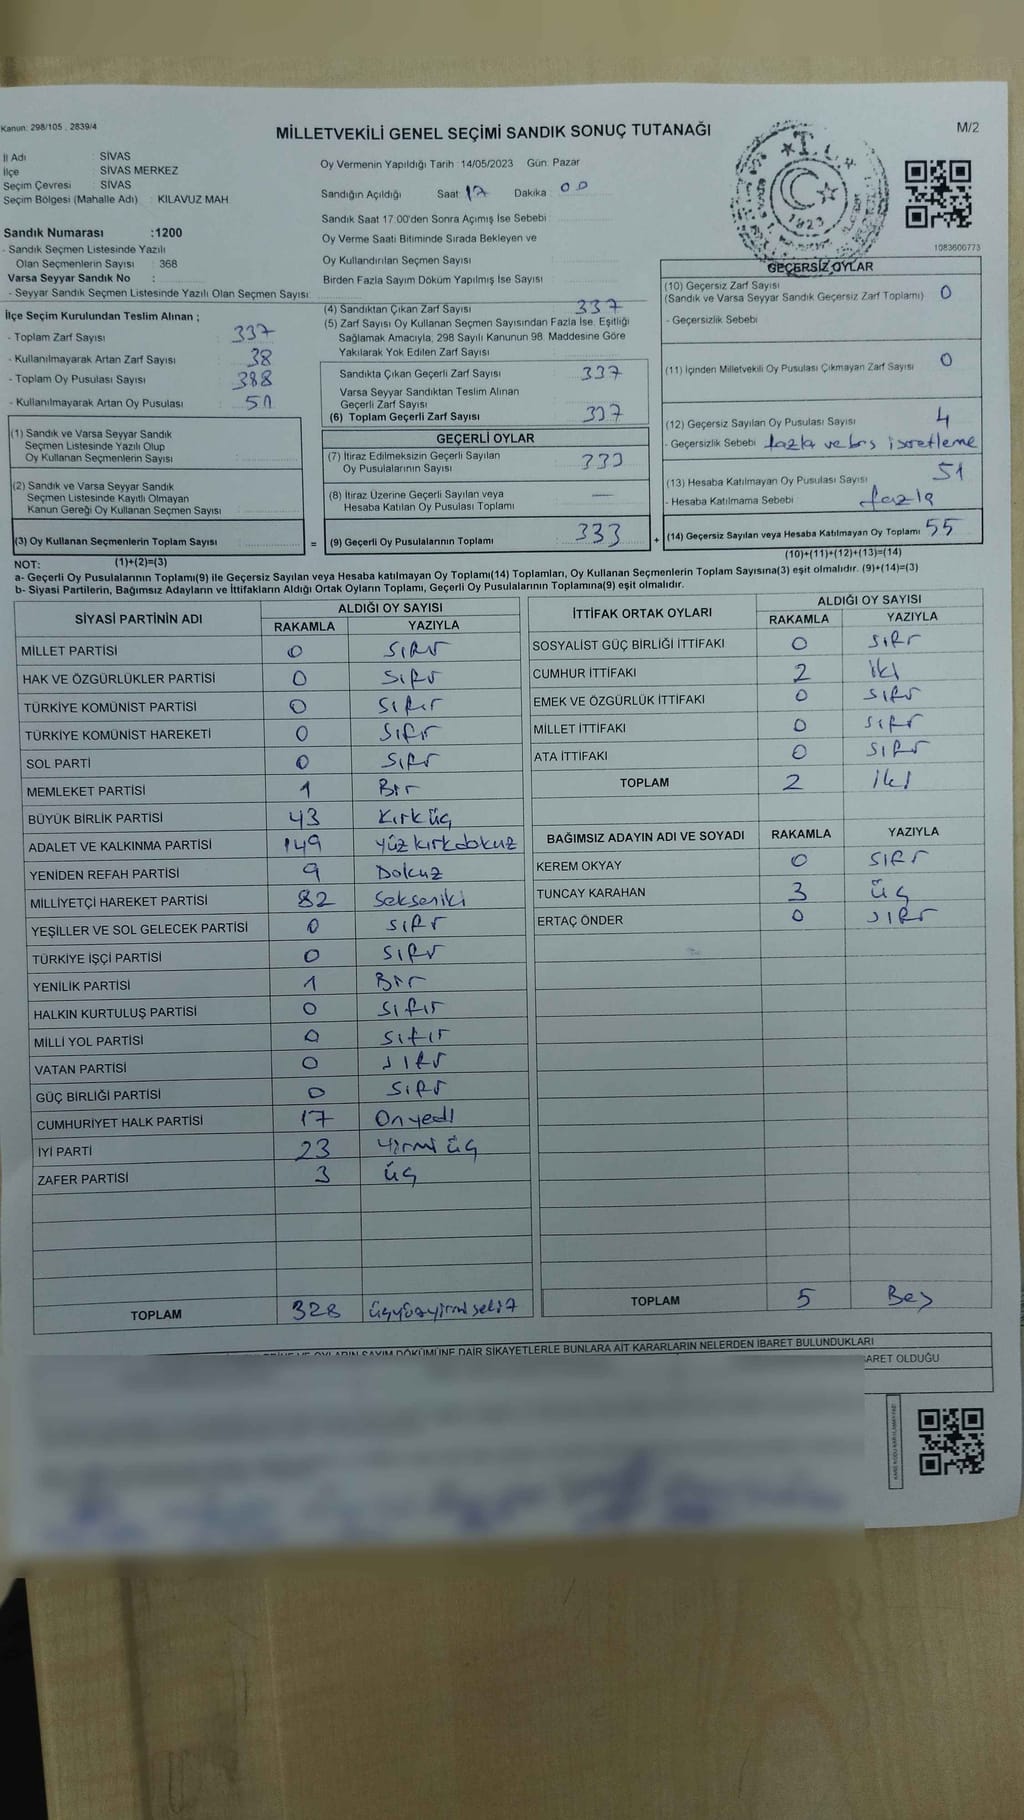 Kanun: 298/105 , 2839/4
MİLLETVEKİLİ GENEL SEÇİMİ SANDIK SONUÇ TUTANAĞI
M/2
İl Adı : SİVAS
İlçe : SİVAS MERKEZ
Seçim Çevresi : SİVAS
Seçim Bölgesi (Mahalle Adı) : KILAVUZ MAH
Sandık Numarası :1200
- Sandık Seçmen Listesinde Yazılı
Olan Seçmenlerin Sayısı : 368
Varsa Seyyar Sandık No :
- Seyyar Sandık Seçmen Listesinde Yazılı Olan Seçmen Sayısı:
İlçe Seçim Kurulundan Teslim Alınan ;
- Toplam Zarf Sayısı : 337
- Kullanılmayarak Artan Zarf Sayısı : 38
- Toplam Oy Pusulası Sayısı : 388
- Kullanılmayarak Artan Oy Pusulası : 51
(1) Sandık ve Varsa Seyyar Sandık
Seçmen Listesinde Yazılı Olup
Oy Kullanan Seçmenlerin Sayısı :
(2) Sandık ve Varsa Seyyar Sandık
Seçmen Listesinde Kayıtlı Olmayan
Kanun Gereği Oy Kullanan Seçmen Sayısı :
(3) Oy Kullanan Seçmenlerin Toplam Sayısı
Oy Vermenin Yapıldığı Tarih : 14/05/2023 Gün: Pazar
Sandığın Açıldığı Saat: 17 Dakika : 00
Sandık Saat 17:00'den Sonra Açımış İse Sebebi :
Oy Verme Saati Bitiminde Sırada Bekleyen ve
Oy Kullandırılan Seçmen Sayısı :
Birden Fazla Sayım Döküm Yapılmış İse Sayısı :
(4) Sandıktan Çıkan Zarf Sayısı : 337
(5) Zarf Sayısı Oy Kullanan Seçmen Sayısından Fazla İse, Eşitliği
Sağlamak Amacıyla; 298 Sayılı Kanunun 98. Maddesine Göre
Yakılarak Yok Edilen Zarf Sayısı :
Sandıkta Çıkan Geçerli Zarf Sayısı : 337
Varsa Seyyar Sandıktan Teslim Alınan
Geçerli Zarf Sayısı :
(6) Toplam Geçerli Zarf Sayısı : 337
GEÇERLİ OYLAR
(7) İtiraz Edilmeksizin Geçerli Sayılan
Oy Pusulalarının Sayısı : 333
(8) İtiraz Üzerine Geçerli Sayılan veya
Hesaba Katılan Oy Pusulası Toplamı : —
= (9) Geçerli Oy Pusulalarının Toplamı : 333 +
T.C.
1923
1083600773
GEÇERSİZ OYLAR
(10) Geçersiz Zarf Sayısı : 0
(Sandık ve Varsa Seyyar Sandık Geçersiz Zarf Toplamı)
- Geçersizlik Sebebi
(11) İçinden Milletvekili Oy Pusulası Çıkmayan Zarf Sayısı : 0
(12) Geçersiz Sayılan Oy Pusulası Sayısı : 4
- Geçersizlik Sebebi fazla ve boş isaretleme
(13) Hesaba Katılmayan Oy Pusulası Sayısı : 51
- Hesaba Katılmama Sebebi fazla
(14) Geçersiz Sayılan veya Hesaba Katılmayan Oy Toplamı : 55
NOT: (1)+(2)=(3) (10)+(11)+(12)+(13)=(14)
a- Geçerli Oy Pusulalarının Toplamı(9) ile Geçersiz Sayılan veya Hesaba katılmayan Oy Toplamı(14) Toplamları, Oy Kullanan Seçmenlerin Toplam Sayısına(3) eşit olmalıdır. (9)+(14)=(3)
b- Siyasi Partilerin, Bağımsız Adayların ve İttifakların Aldığı Ortak Oyların Toplamı, Geçerli Oy Pusulalarının Toplamına(9) eşit olmalıdır.
SİYASİ PARTİNİN ADI ALDIĞI OY SAYISI
RAKAMLA YAZIYLA
MİLLET PARTİSİ 0 sıfır
HAK VE ÖZGÜRLÜKLER PARTİSİ 0 sıfır
TÜRKİYE KOMÜNİST PARTİSİ 0 sıfır
TÜRKİYE KOMÜNİST HAREKETİ 0 sıfır
SOL PARTİ 0 sıfır
MEMLEKET PARTİSİ 1 Bir
BÜYÜK BİRLİK PARTİSİ 43 Kırküç
ADALET VE KALKINMA PARTİSİ 149 yüzkırkdokuz
YENİDEN REFAH PARTİSİ 9 Dokuz
MİLLİYETÇİ HAREKET PARTİSİ 82 Sekseniki
YEŞİLLER VE SOL GELECEK PARTİSİ 0 sıfır
TÜRKİYE İŞÇİ PARTİSİ 0 sıfır
YENİLİK PARTİSİ 1 Bir
HALKIN KURTULUŞ PARTİSİ 0 sıfır
MİLLİ YOL PARTİSİ 0 sıfır
VATAN PARTİSİ 0 sıfır
GÜÇ BİRLİĞİ PARTİSİ 0 sıfır
CUMHURİYET HALK PARTİSİ 17 Onyedi
İYİ PARTİ 23 Yirmi üç
ZAFER PARTİSİ 3 üç
TOPLAM 328 üçyüzyirmisekiz
İTTİFAK ORTAK OYLARI ALDIĞI OY SAYISI
RAKAMLA YAZIYLA
SOSYALİST GÜÇ BİRLİĞİ İTTİFAKI 0 sıfır
CUMHUR İTTİFAKI 2 iki
EMEK VE ÖZGÜRLÜK İTTİFAKI 0 sıfır
MİLLET İTTİFAKI 0 sıfır
ATA İTTİFAKI 0 sıfır
TOPLAM 2 iki
BAĞIMSIZ ADAYIN ADI VE SOYADI RAKAMLA YAZIYLA
KEREM OKYAY 0 sıfır
TUNCAY KARAHAN 3 üç
ERTAÇ ÖNDER 0 sıfır
TOPLAM 5 Beş
OYLARIN SAYIM DÖKÜMÜNE DAİR ŞİKAYETLERLE BUNLARA AİT KARARLARIN NELERDEN İBARET BULUNDUKLARI
OLDUĞU